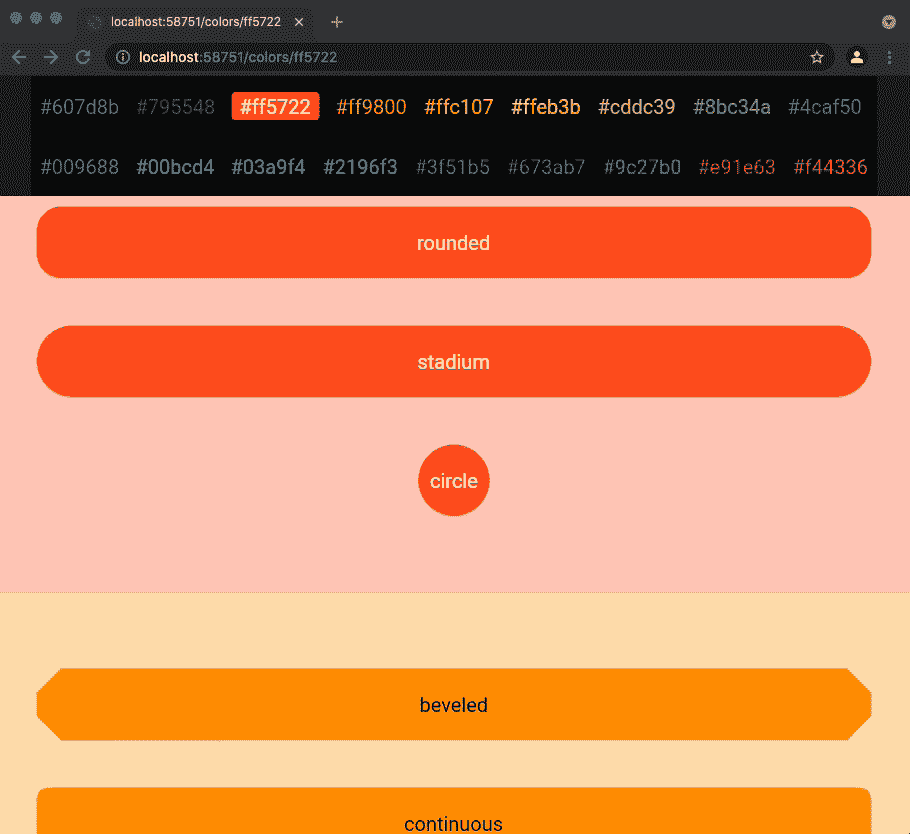 localhost:58751/colors/ff5722
localhost:58751/colors/ff5722
#607d8b #795548 #ff5722 #ff9800 #ffc107 #ffeb3b #cddc39 #8bc34a #4caf50
#009688 #00bcd4 #03a9f4 #2196f3 #3f51b5 #673ab7 #9c27b0 #e91e63 #f44336
rounded
stadium
circle
beveled
continuous